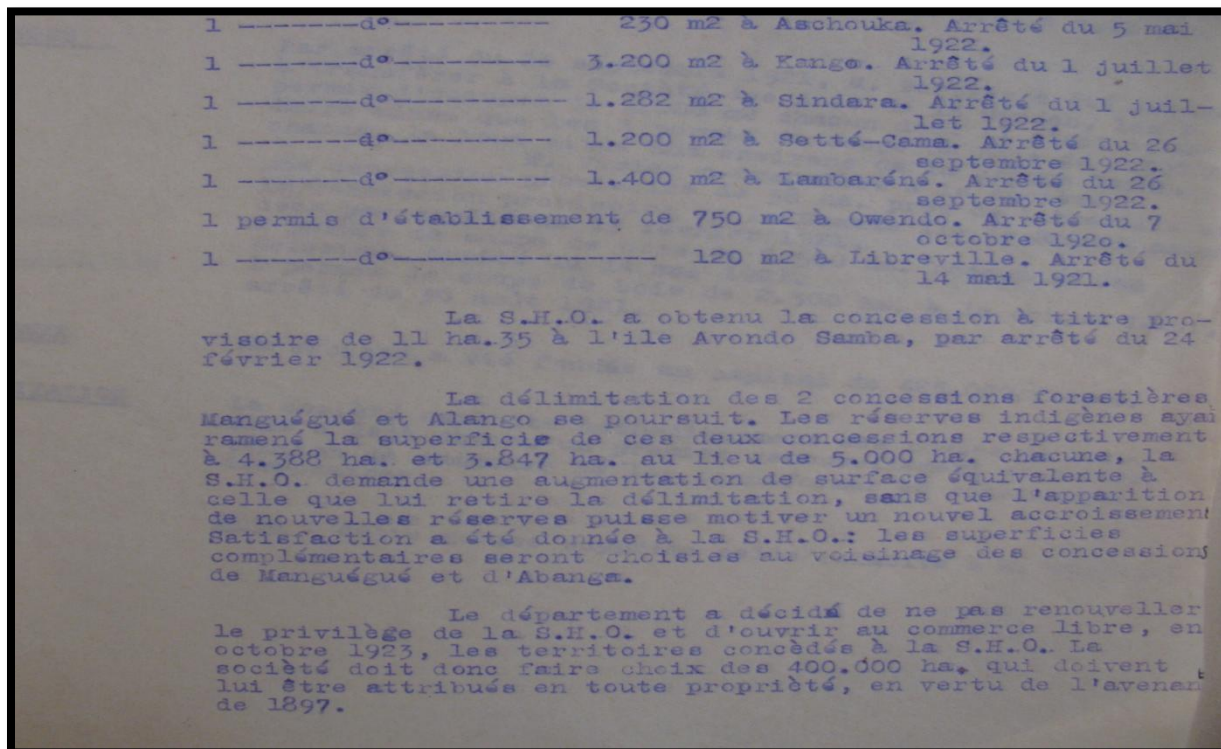 1 -------d°---------- 230 m2 à Aschouka. Arrêté du 5 mai
1922.
1 -------d°---------- 3.200 m2 à Kango. Arrêté du 1 juillet
1922.
1 -------d°---------- 1.282 m2 à Sindara. Arrêté du 1 juil-
let 1922.
1 -------d°---------- 1.200 m2 à Setté-Cama. Arrêté du 26
septembre 1922.
1 -------d°---------- 1.400 m2 à Lambaréné. Arrêté du 26
septembre 1922.
1 permis d'établissement de 750 m2 à Owendo. Arrêté du 7
octobre 192o.
1 -------d°---------------- 120 m2 à Libreville. Arrêté du
14 mai 1921.
La S.H.O. a obtenu la concession à titre pro-
visoire de 11 ha.35 à l'ile Avondo Samba, par arrêté du 24
février 1922.
La délimitation des 2 concessions forestières
Manguégué et Alango se poursuit. Les réserves indigènes ayai
ramené la superficie de ces deux concessions respectivement
à 4.388 ha. et 3.847 ha. au lieu de 5.000 ha. chacune, la
S.H.O. demande une augmentation de surface équivalente à
celle que lui retire la délimitation, sans que l'apparition
de nouvelles réserves puisse motiver un nouvel accroissement
Satisfaction a été donnée à la S.H.O.: les superficies
complémentaires seront choisies au voisinage des concessions
de Manguégué et d'Abanga.
Le département a décidé de ne pas renouveller
le privilège de la S.H.O. et d'ouvrir au commerce libre, en
octobre 1923, les territoires concèdés à la S.H.O. La
sociètè doit donc faire choix des 400.000 ha. qui doivent
lui être attribués en toute propriètè, en vertu de l'avenan
de 1897.